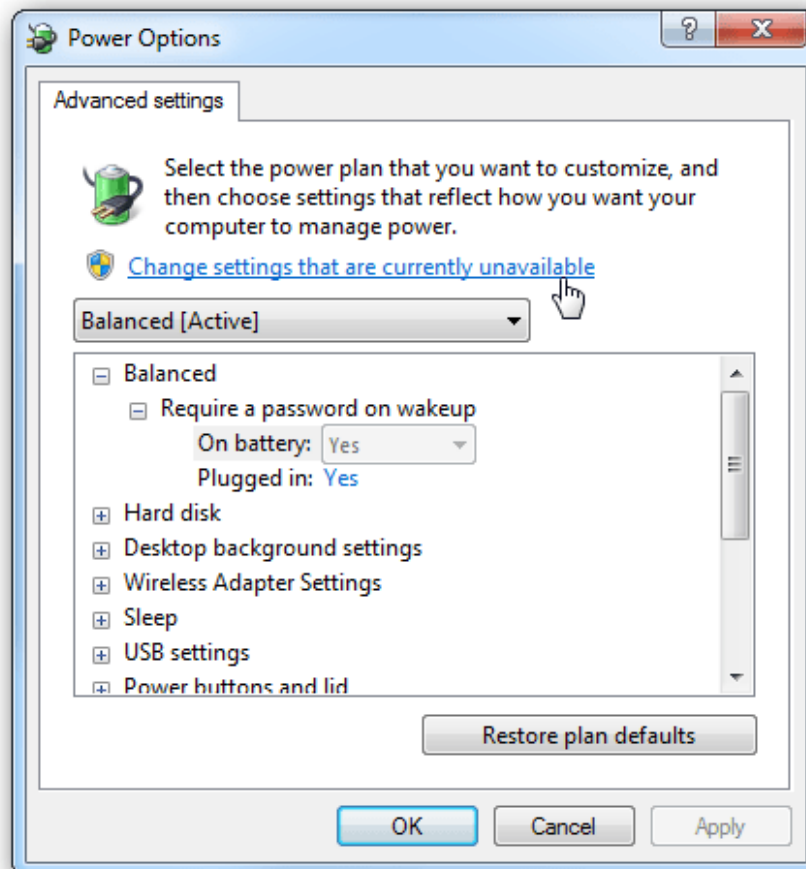 Power Options
Advanced settings
Select the power plan that you want to customize, and
then choose settings that reflect how you want your
computer to manage power.
Change settings that are currently unavailable
Balanced [Active]
Balanced
Require a password on wakeup
On battery: Yes
Plugged in: Yes
Hard disk
Desktop background settings
Wireless Adapter Settings
Sleep
USB settings
Power buttons and lid
Restore plan defaults
OK Cancel Apply